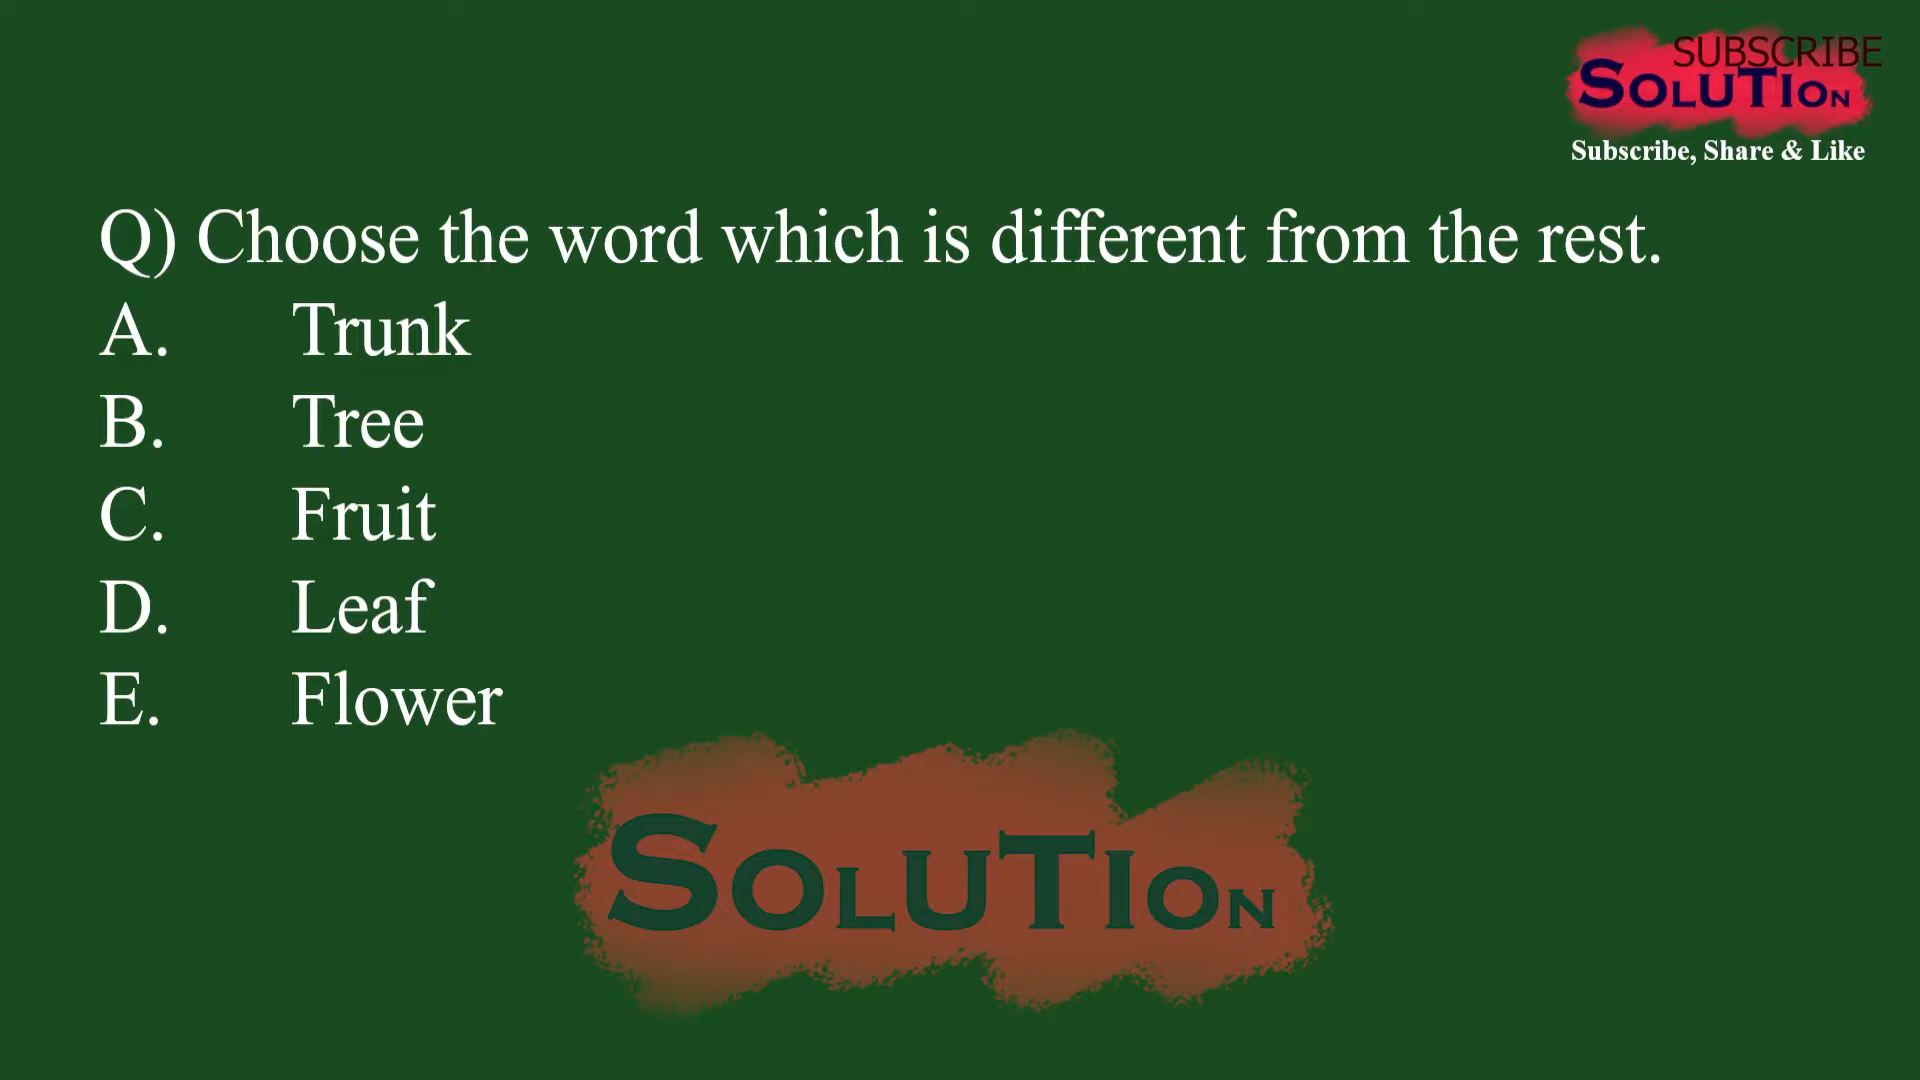 SUBSCRIBE
SOLUTION
Subscribe, Share & Like
Q) Choose the word which is different from the rest.
A. Trunk
B. Tree
C. Fruit
D. Leaf
E. Flower
SOLUTION